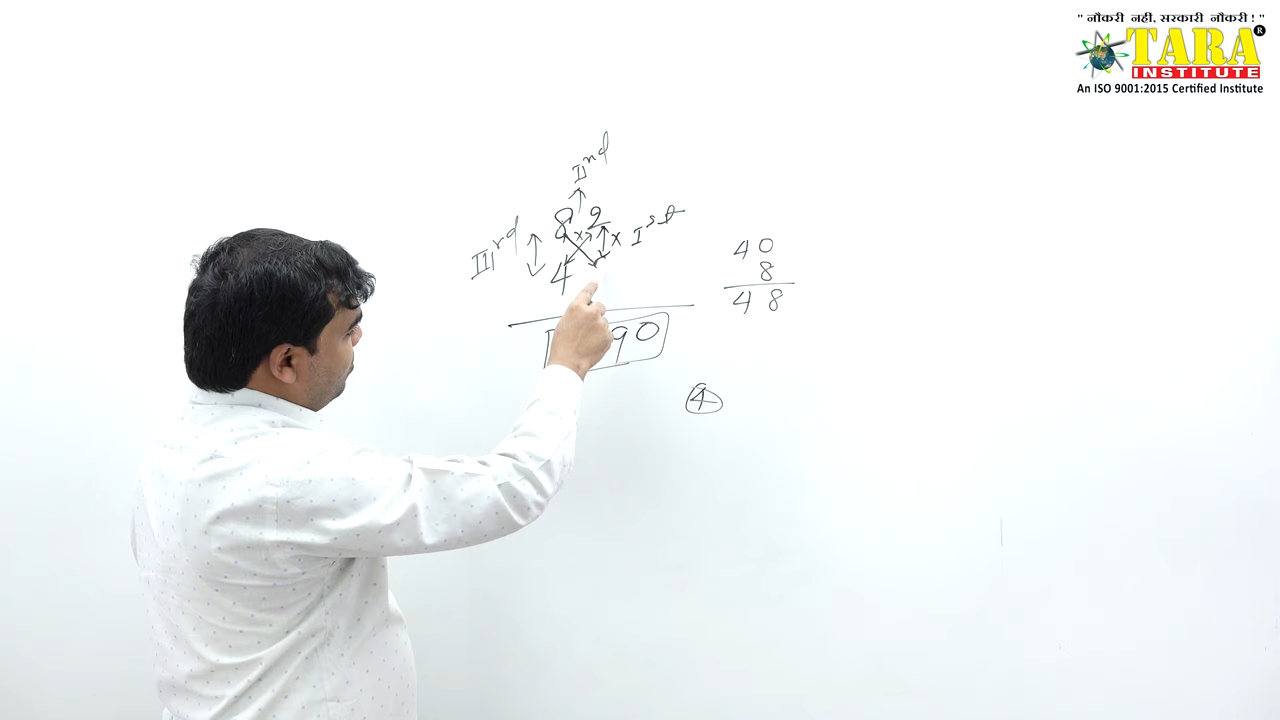 " नौकरी नहीं, सरकारी नौकरी ! "
TARA ®
INSTITUTE
An ISO 9001:2015 Certified Institute
IInd
IIIrd
8 2
x x
Ist
4
90
40
8
48
4